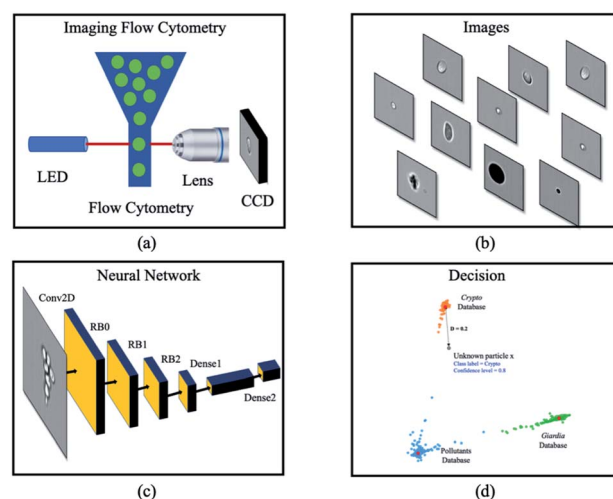 Imaging Flow Cytometry
LED
Lens
CCD
Flow Cytometry
(a)
Images
(b)
Neural Network
Conv2D
RB0
RB1
RB2
Dense1
Dense2
(c)
Decision
Crypto
Database
D = 0.2
Unknown particle x
Class label = Crypto
Confidence level = 0.8
Giardia
Database
Pollutants
Database
(d)